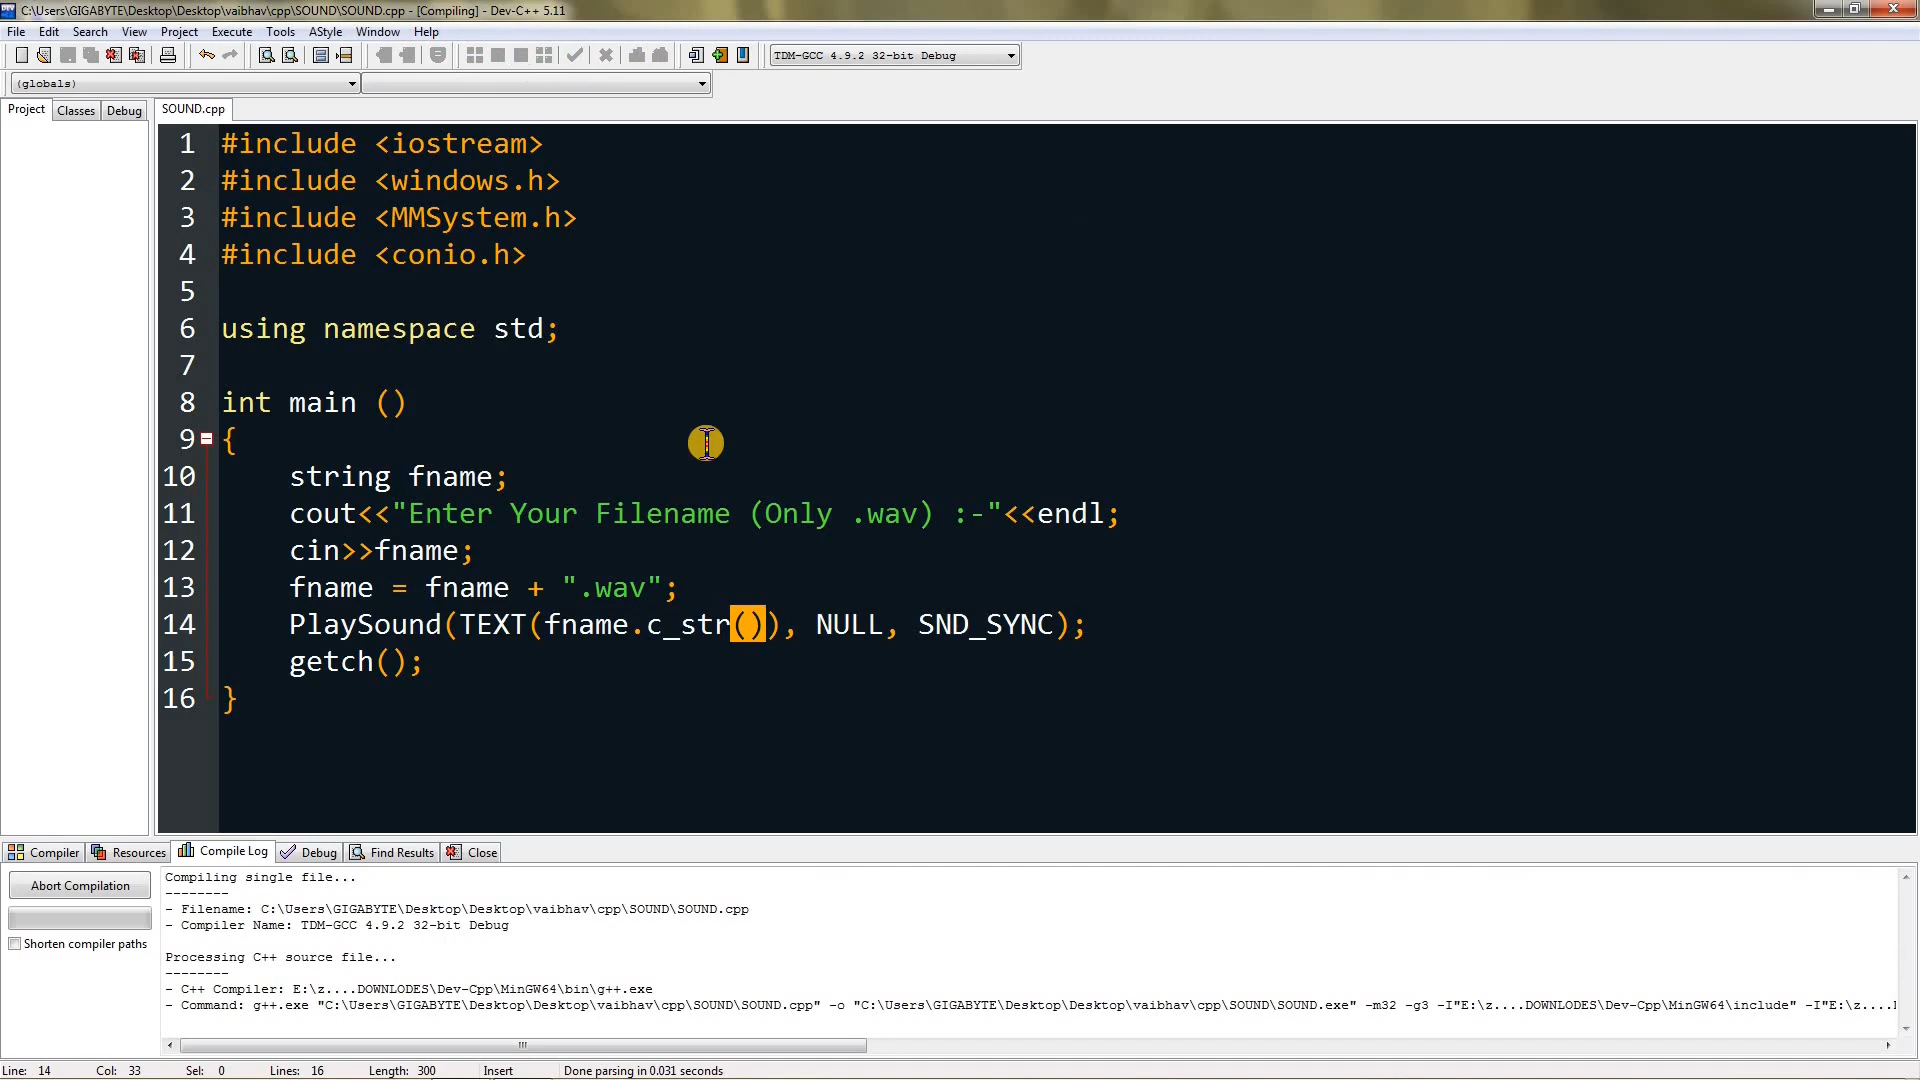 C:\Users\GIGABYTE\Desktop\Desktop\vaibhav\cpp\SOUND\SOUND.cpp - [Compiling] - Dev-C++ 5.11
File Edit Search View Project Execute Tools AStyle Window Help
TDM-GCC 4.9.2 32-bit Debug
(globals)
Project Classes Debug SOUND.cpp
1 #include <iostream>
2 #include <windows.h>
3 #include <MMSystem.h>
4 #include <conio.h>
5
6 using namespace std;
7
8 int main ()
9 {
10 string fname;
11 cout<<"Enter Your Filename (Only .wav) :-"<<endl;
12 cin>>fname;
13 fname = fname + ".wav";
14 PlaySound(TEXT(fname.c_str()), NULL, SND_SYNC);
15 getch();
16 }
Compiler Resources Compile Log Debug Find Results Close
Abort Compilation
Shorten compiler paths
Compiling single file...
--------
- Filename: C:\Users\GIGABYTE\Desktop\Desktop\vaibhav\cpp\SOUND\SOUND.cpp
- Compiler Name: TDM-GCC 4.9.2 32-bit Debug
Processing C++ source file...
--------
- C++ Compiler: E:\z....DOWNLODES\Dev-Cpp\MinGW64\bin\g++.exe
- Command: g++.exe "C:\Users\GIGABYTE\Desktop\Desktop\vaibhav\cpp\SOUND\SOUND.cpp" -o "C:\Users\GIGABYTE\Desktop\Desktop\vaibhav\cpp\SOUND\SOUND.exe" -m32 -g3 -I"E:\z....DOWNLODES\Dev-Cpp\MinGW64\include" -I"E:\z....
Line: 14 Col: 33 Sel: 0 Lines: 16 Length: 300 Insert Done parsing in 0.031 seconds